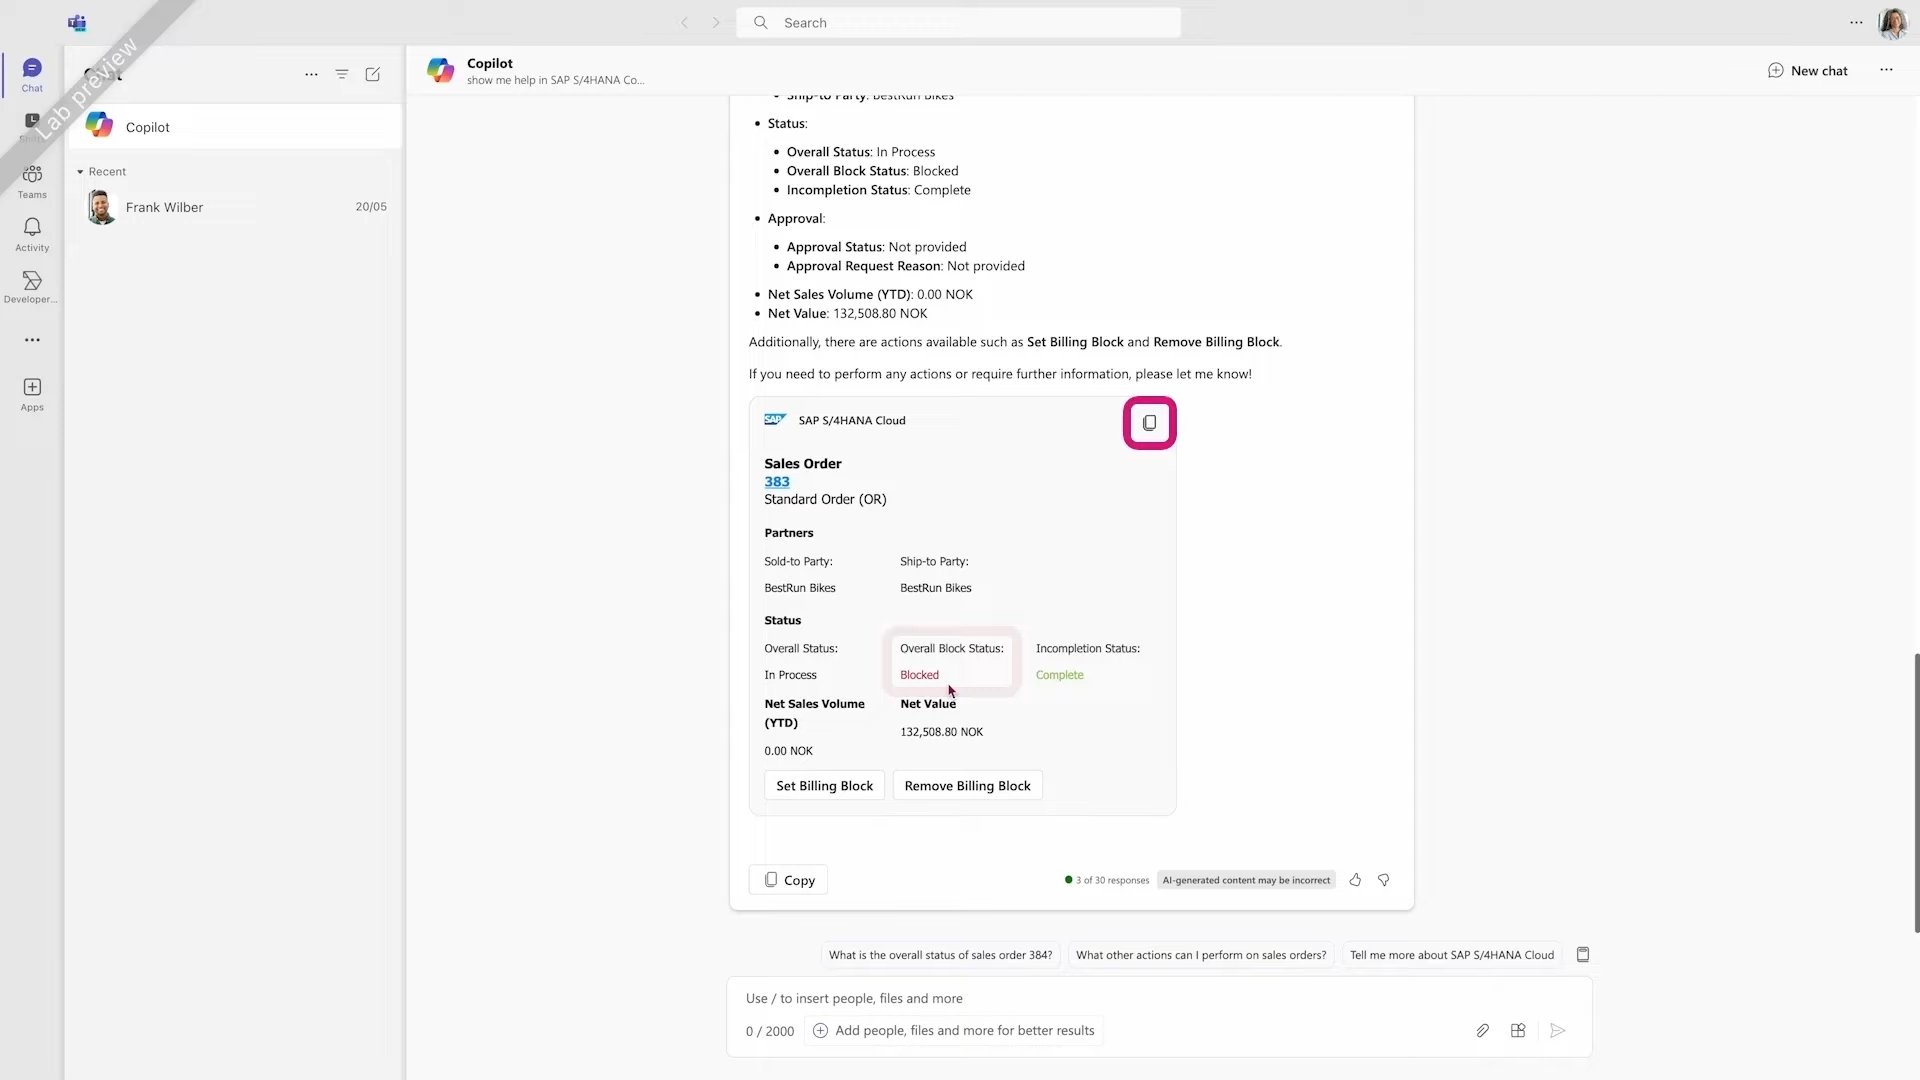 Lab preview
Search
Chat
Teams
Activity
Developer...
Apps
Copilot
Recent
Frank Wilber 20/05
Copilot
show me help in SAP S/4HANA Co...
New chat
Ship-to Party: BestRun Bikes
Status:
Overall Status: In Process
Overall Block Status: Blocked
Incompletion Status: Complete
Approval:
Approval Status: Not provided
Approval Request Reason: Not provided
Net Sales Volume (YTD): 0.00 NOK
Net Value: 132,508.80 NOK
Additionally, there are actions available such as Set Billing Block and Remove Billing Block.
If you need to perform any actions or require further information, please let me know!
SAP SAP S/4HANA Cloud
Sales Order
383
Standard Order (OR)
Partners
Sold-to Party: Ship-to Party:
BestRun Bikes BestRun Bikes
Status
Overall Status: Overall Block Status: Incompletion Status:
In Process Blocked Complete
Net Sales Volume Net Value
(YTD)
132,508.80 NOK
0.00 NOK
Set Billing Block Remove Billing Block
Copy
3 of 30 responses AI-generated content may be incorrect
What is the overall status of sales order 384? What other actions can I perform on sales orders? Tell me more about SAP S/4HANA Cloud
Use / to insert people, files and more
0 / 2000 Add people, files and more for better results